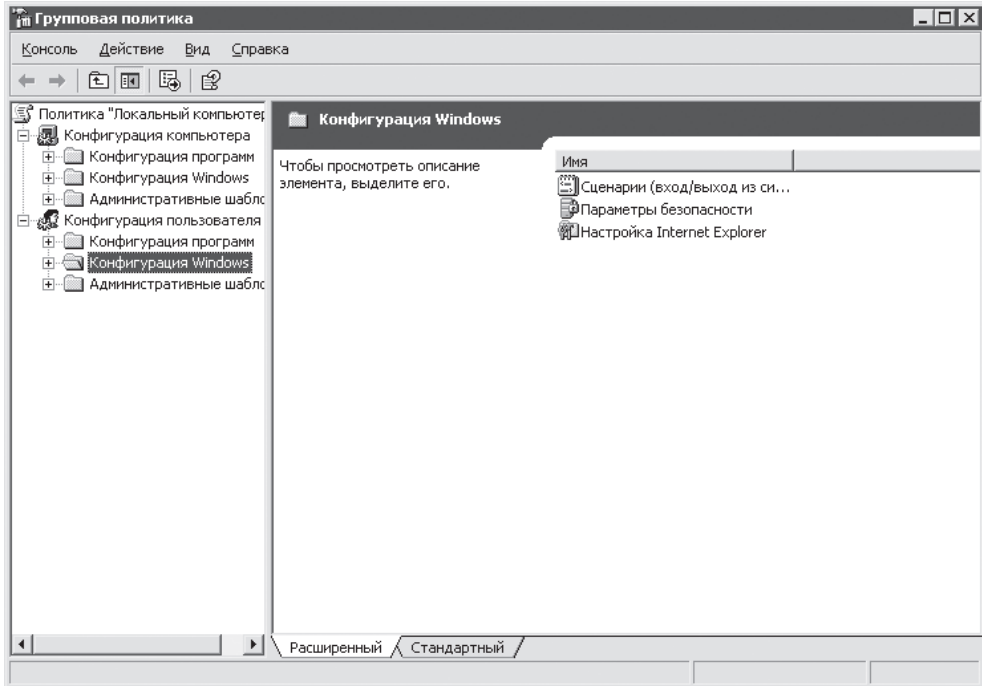 Групповая политика
Консоль Действие Вид Справка
Политика "Локальный компьютер
Конфигурация компьютера
Конфигурация программ
Конфигурация Windows
Административные шабло
Конфигурация пользователя
Конфигурация программ
Конфигурация Windows
Административные шабло
Конфигурация Windows
Чтобы просмотреть описание
элемента, выделите его.
Имя
Сценарии (вход/выход из си...
Параметры безопасности
Настройка Internet Explorer
Расширенный Стандартный